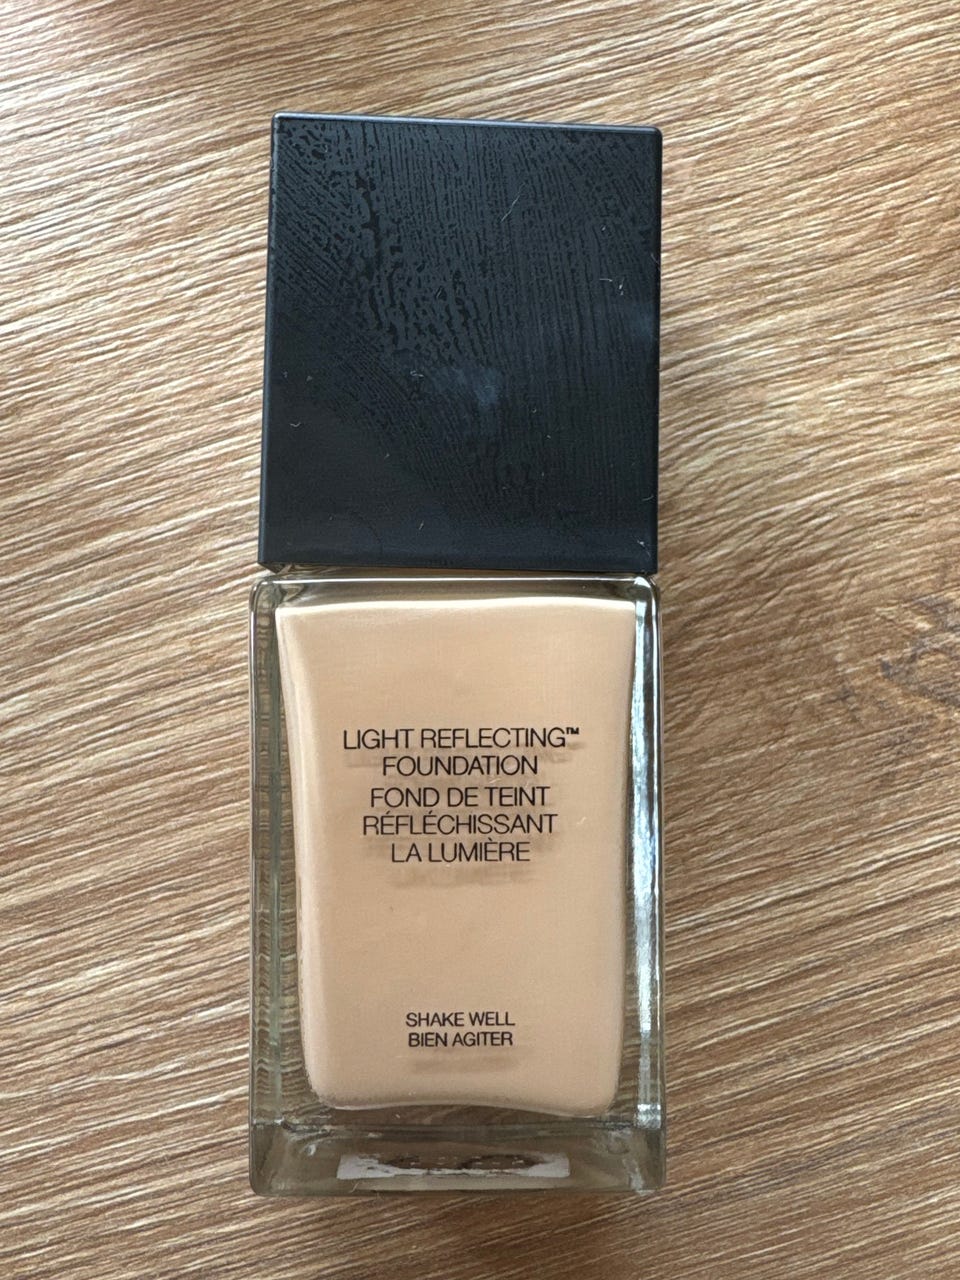 LIGHT REFLECTING™
FOUNDATION
FOND DE TEINT
RÉFLÉCHISSANT
LA LUMIÈRE
SHAKE WELL
BIEN AGITER